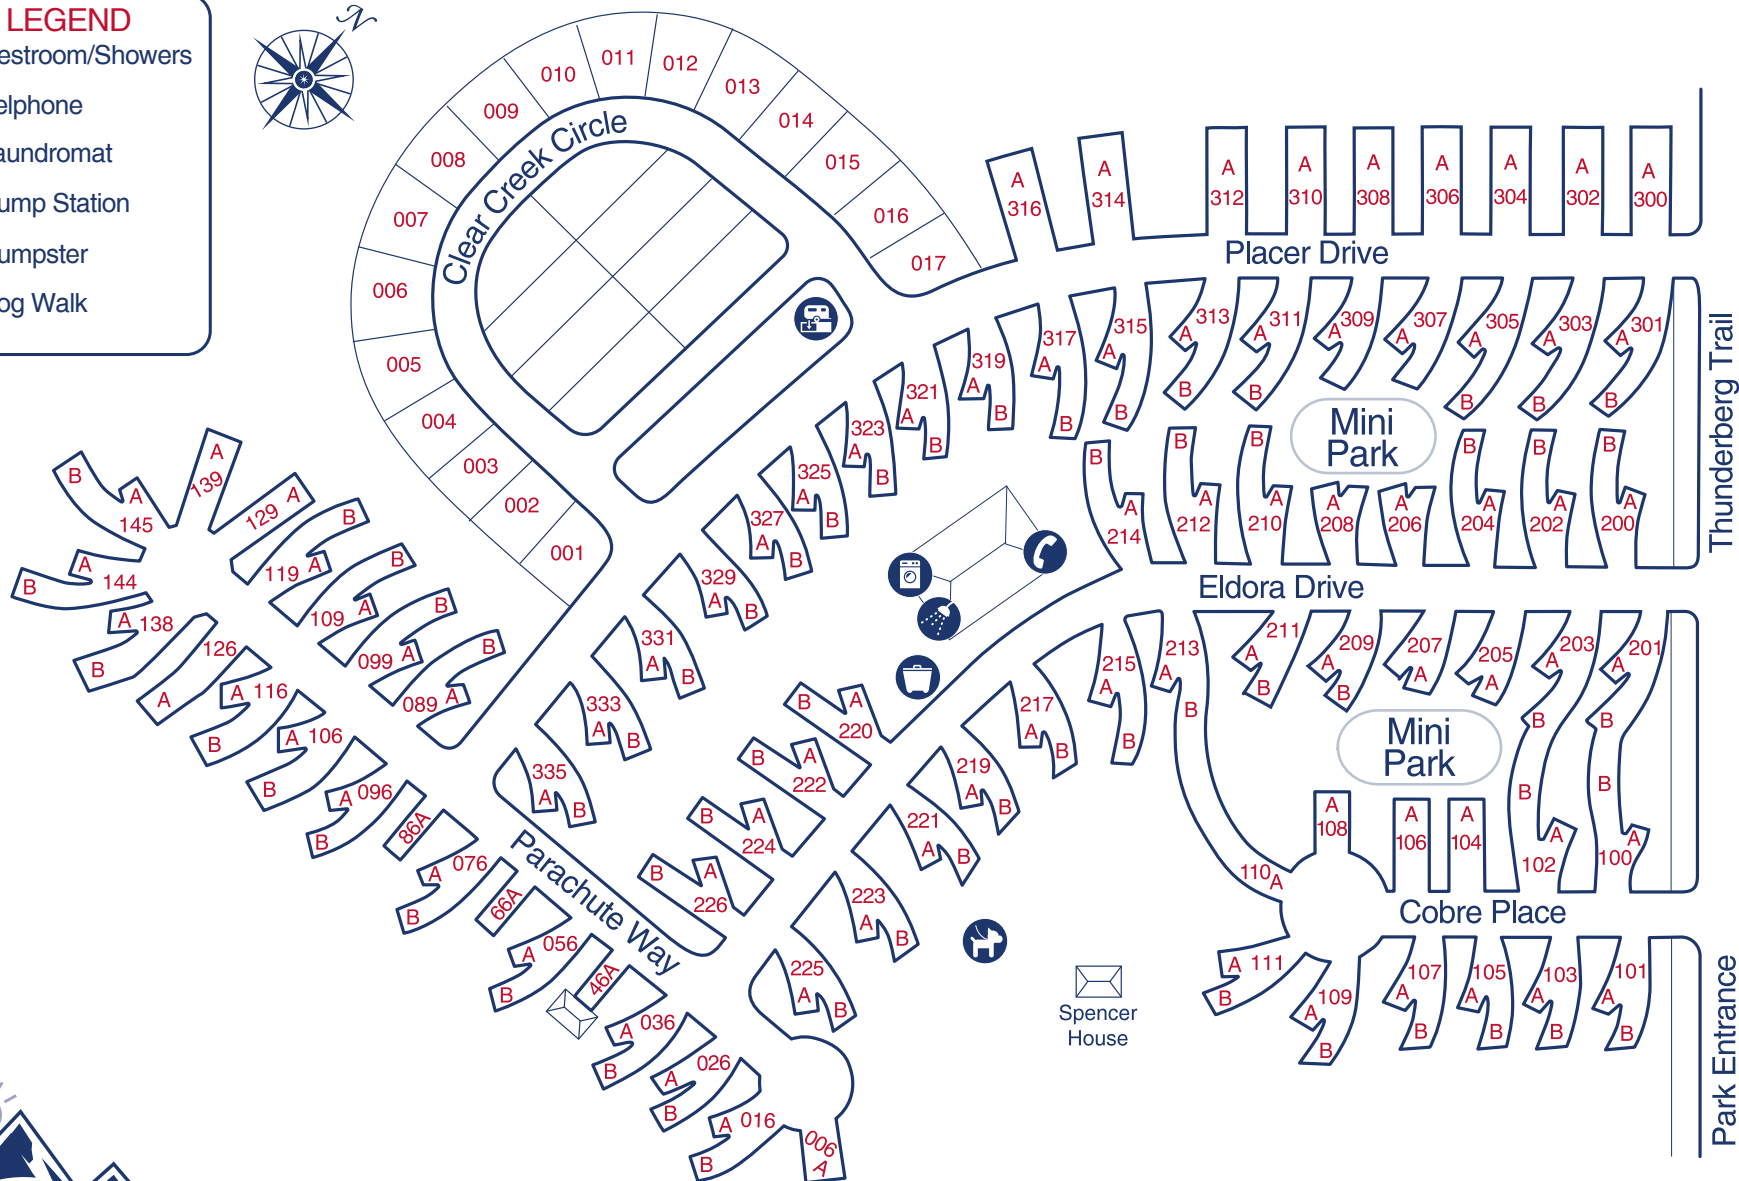 LEGEND
estroom/Showers
elphone
aundromat
ump Station
umpster
og Walk
N
Clear Creek Circle
001
002
003
004
005
006
007
008
009
010
011
012
013
014
015
016
017
A
316
A
314
A
312
A
310
A
308
A
306
A
304
A
302
A
300
Placer Drive
335
A B
333
A B
331
A B
329
A B
327
A B
325
A B
323
A B
321
A B
319
A B
317
A
B
315
A
B
313
A
B
311
A
B
309
A
307
A
305
A
B
303
A
B
301
A
B
Mini
Park
Thunderberg Trail
B
A
214
B
A
212
B
A
210
A
208
A
206
B
A
204
B
A
202
B
A
200
Eldora Drive
B A
220
B A
222
B A
224
B A
226
225
A B
223
A B
221
A B
219
A B
217
A B
215
A
B
213
A
B
110 A
211
A
B
209
A
B
207
A
205
A
203
A
B
201
A
B
Mini
Park
A
108
A
106
A
104
B
A
102
B
A
100
Cobre Place
A 111
B
109
A
B
107
A
B
105
A
B
103
A
B
101
A
B
Park Entrance
Spencer
House
Parachute Way
B
A
145
A
139
129 A
B
119 A
B
109 A
B
099 A
B
089 A
A
B 144
A 138
B
126
A
A 116
B
A 106
B
A 096
B
86A
076
A
B
66A
056
A
B
46A
036
A
B
026
A
B
A 016
B
006
A